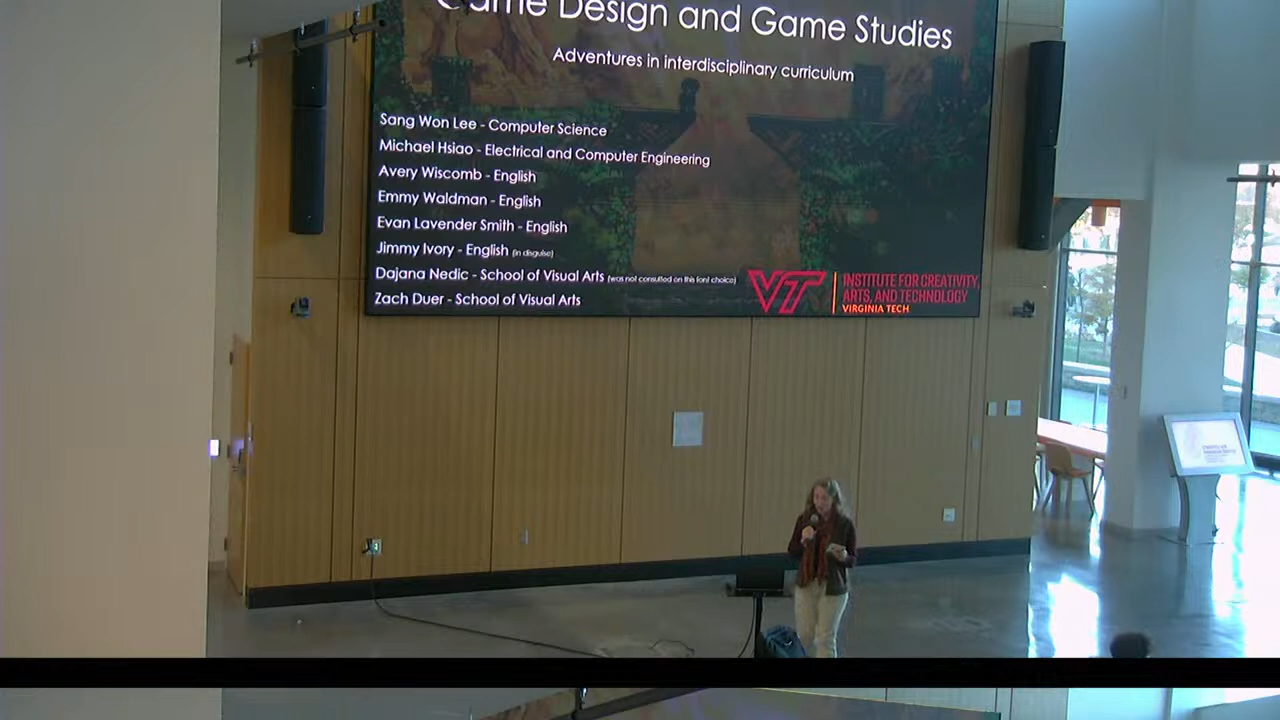 Game Design and Game Studies
Adventures in interdisciplinary curriculum
Sang Won Lee - Computer Science
Michael Hsiao - Electrical and Computer Engineering
Avery Wiscomb - English
Emmy Waldman - English
Evan Lavender Smith - English
Jimmy Ivory - English (in disguise)
Dajana Nedic - School of Visual Arts (was not consulted on this font choice)
Zach Duer - School of Visual Arts
VT
INSTITUTE FOR CREATIVITY,
ARTS, AND TECHNOLOGY
VIRGINIA TECH